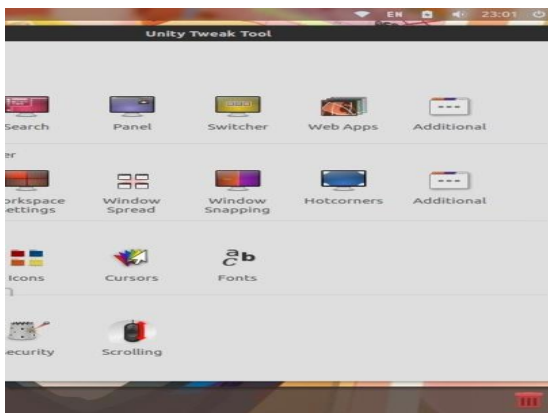 EN 23:01
Unity Tweak Tool
Search Panel Switcher Web Apps Additional
er
orkspace Window Window Hotcorners Additional
ettings Spread Snapping
Icons Cursors Fonts
ecurity Scrolling